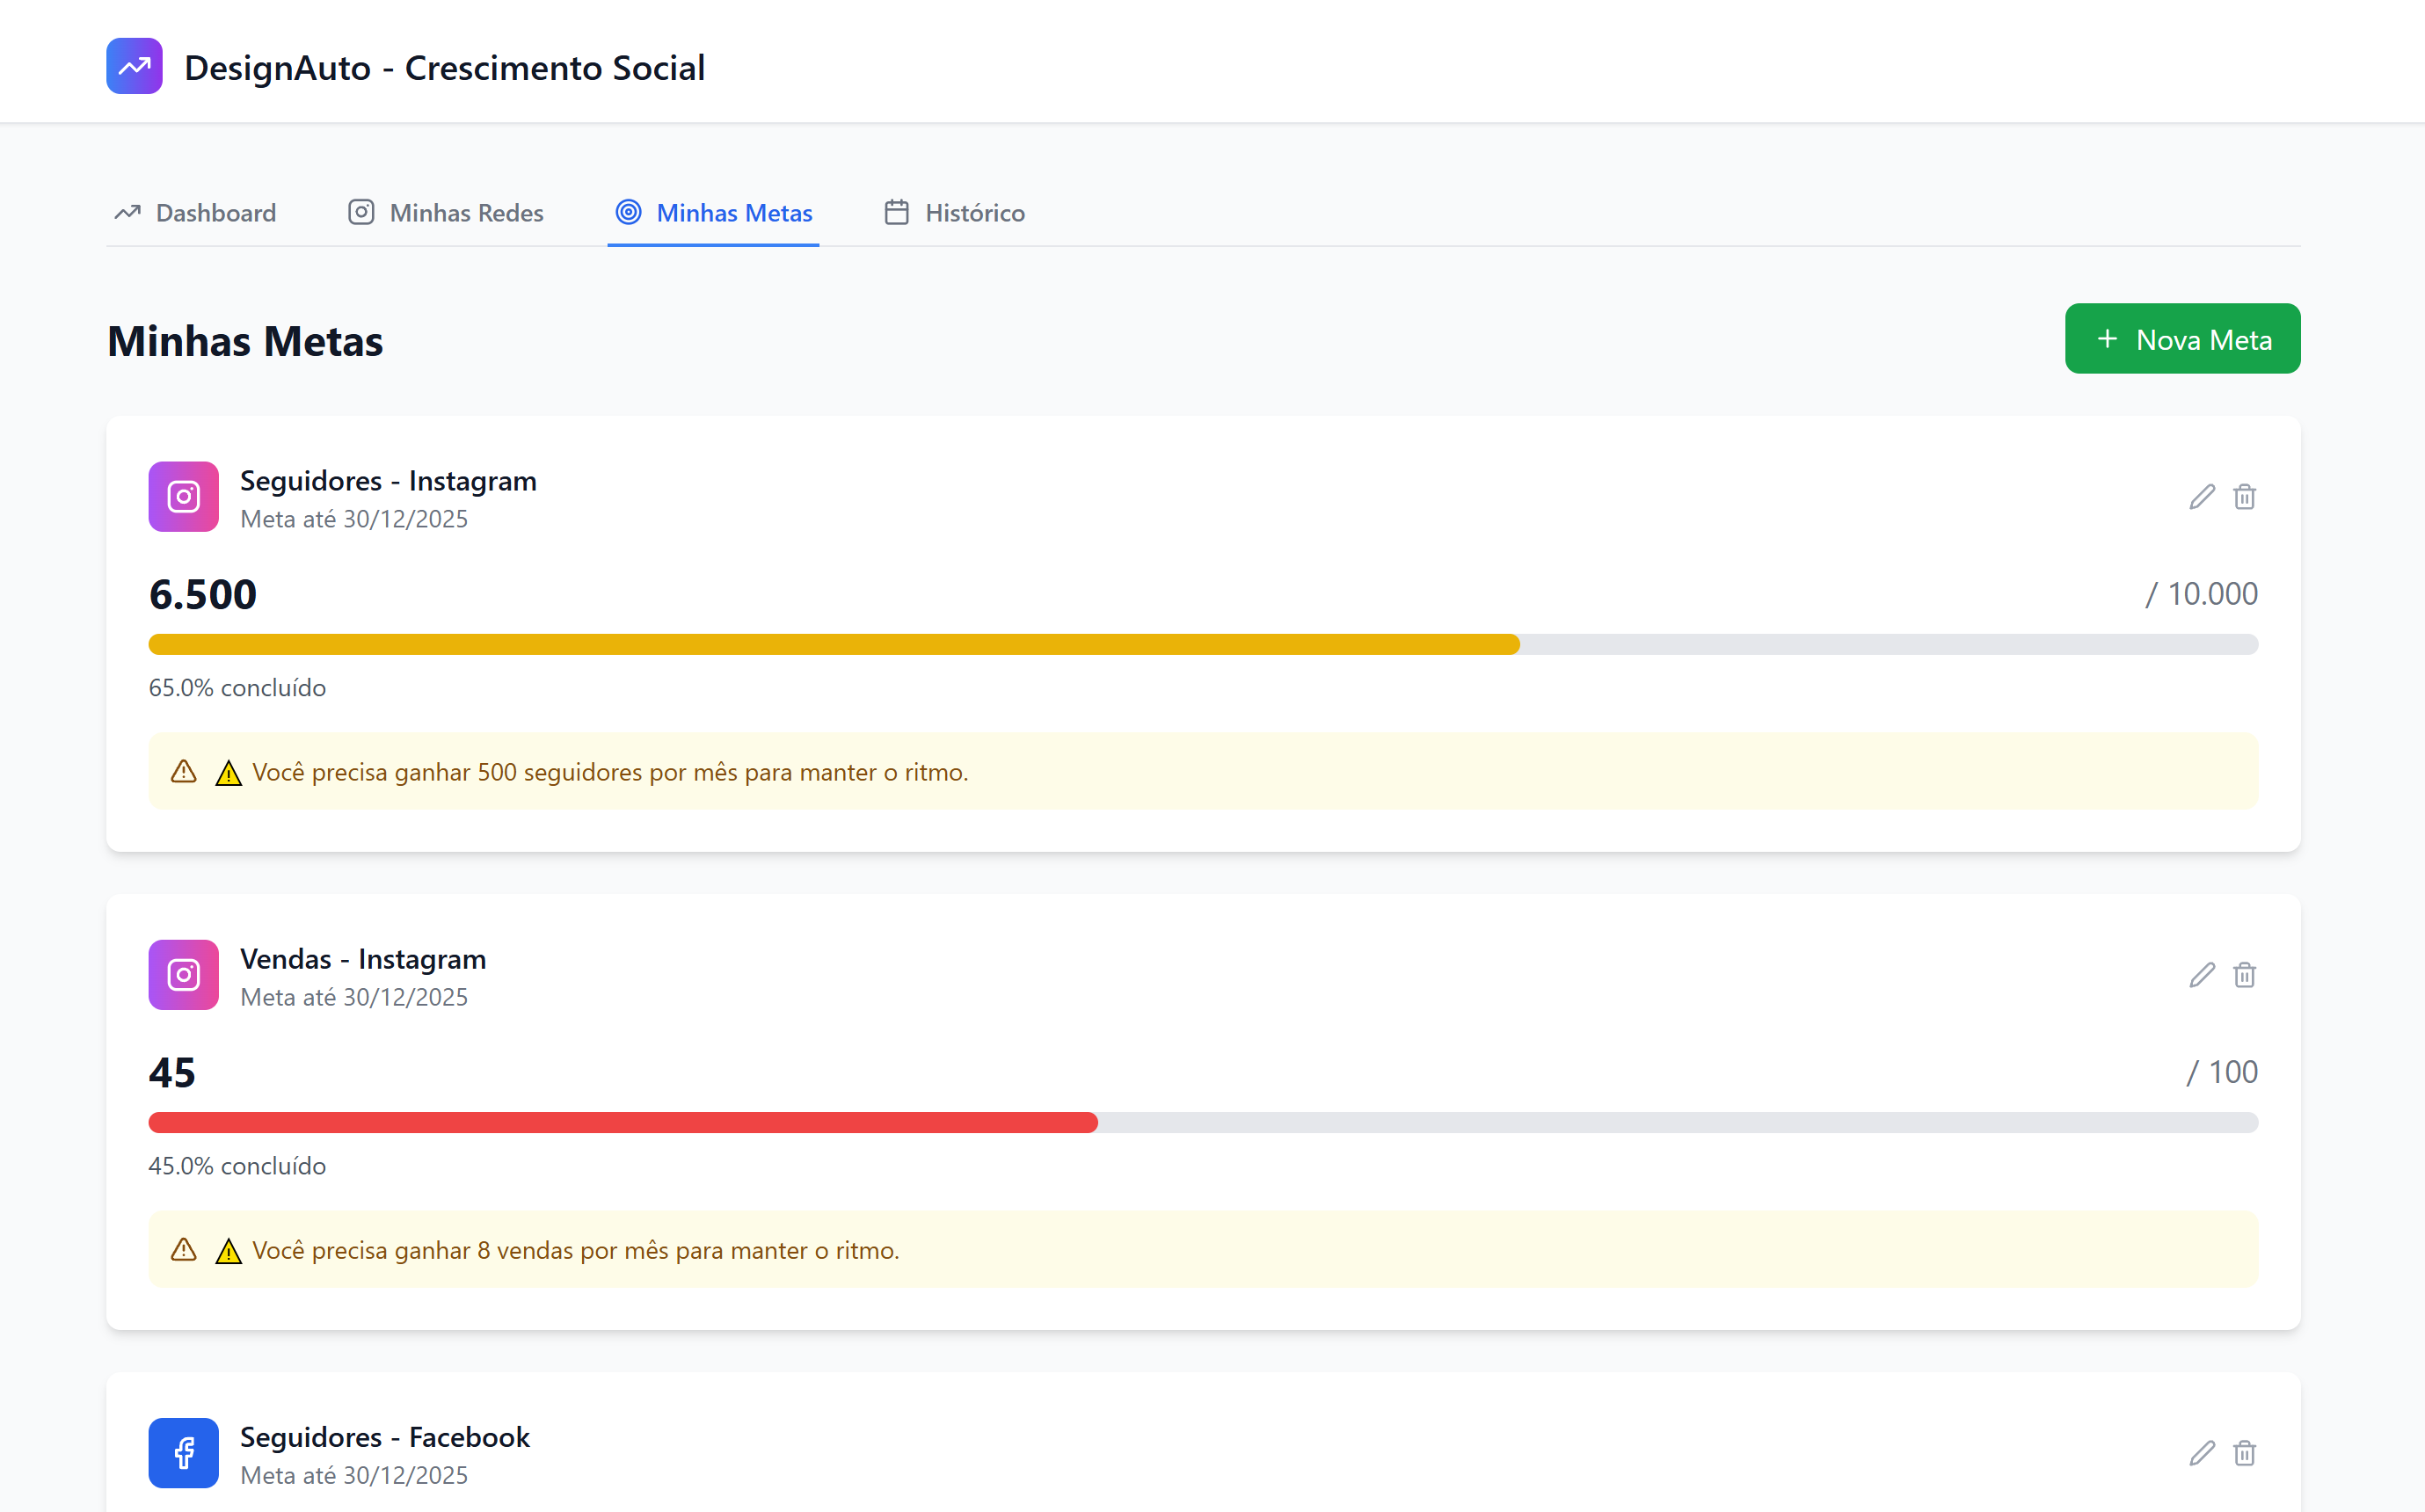 DesignAuto - Crescimento Social
Dashboard
Minhas Redes
Minhas Metas
Histórico
Minhas Metas
+ Nova Meta
Seguidores - Instagram
Meta até 30/12/2025
6.500
/ 10.000
65.0% concluído
⚠️ Você precisa ganhar 500 seguidores por mês para manter o ritmo.
Vendas - Instagram
Meta até 30/12/2025
45
/ 100
45.0% concluído
⚠️ Você precisa ganhar 8 vendas por mês para manter o ritmo.
Seguidores - Facebook
Meta até 30/12/2025